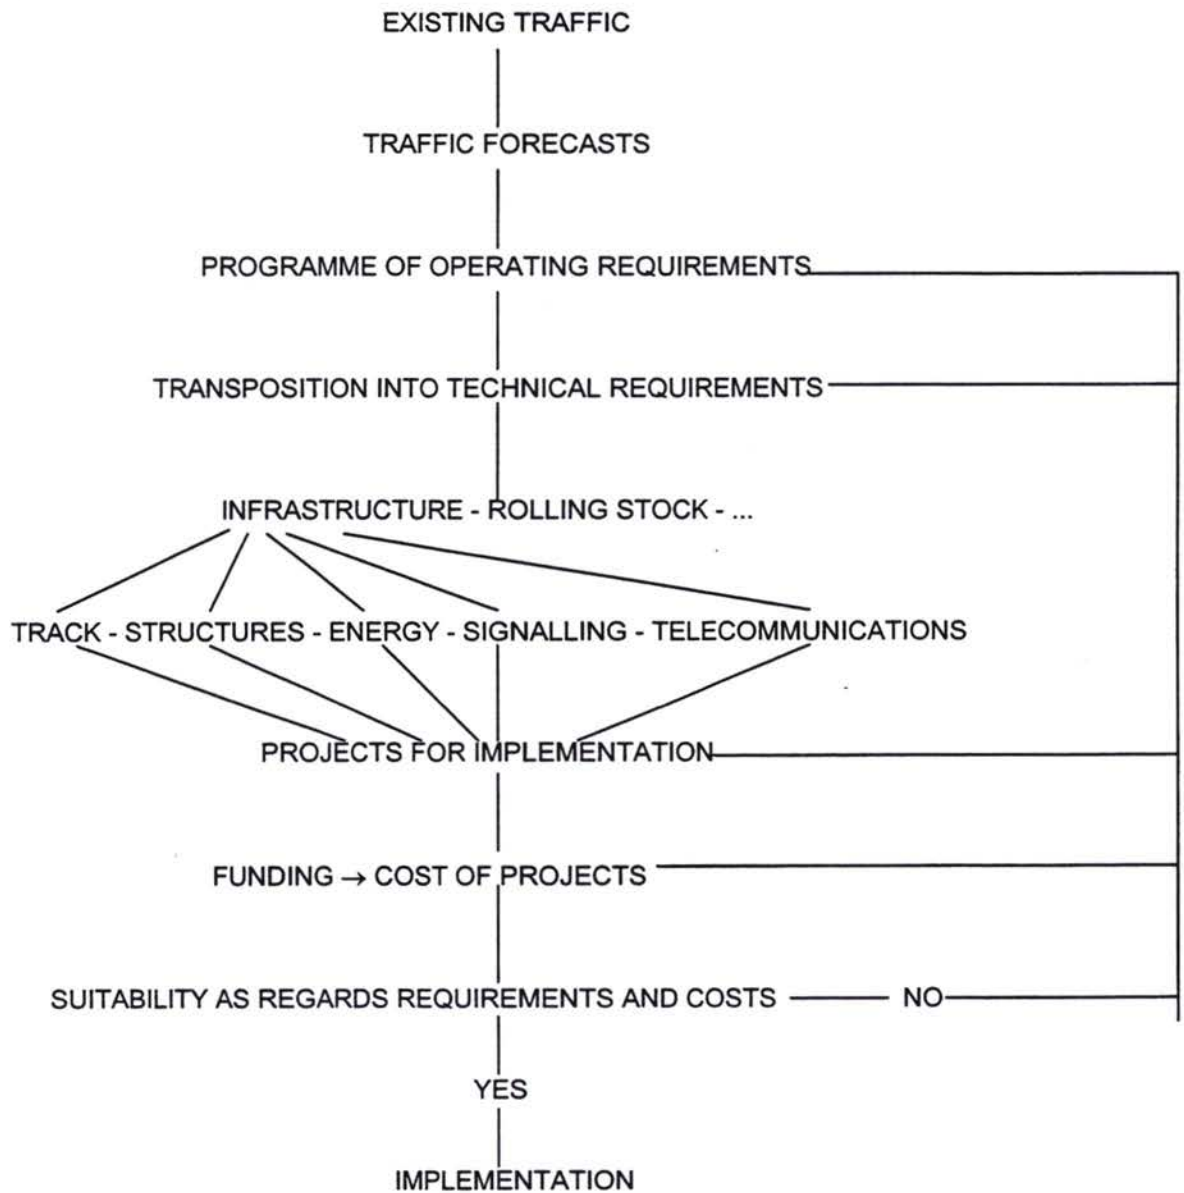 EXISTING TRAFFIC
TRAFFIC FORECASTS
PROGRAMME OF OPERATING REQUIREMENTS
TRANSPOSITION INTO TECHNICAL REQUIREMENTS
INFRASTRUCTURE - ROLLING STOCK - ...
TRACK - STRUCTURES - ENERGY - SIGNALLING - TELECOMMUNICATIONS
PROJECTS FOR IMPLEMENTATION
FUNDING → COST OF PROJECTS
SUITABILITY AS REGARDS REQUIREMENTS AND COSTS NO
YES
IMPLEMENTATION